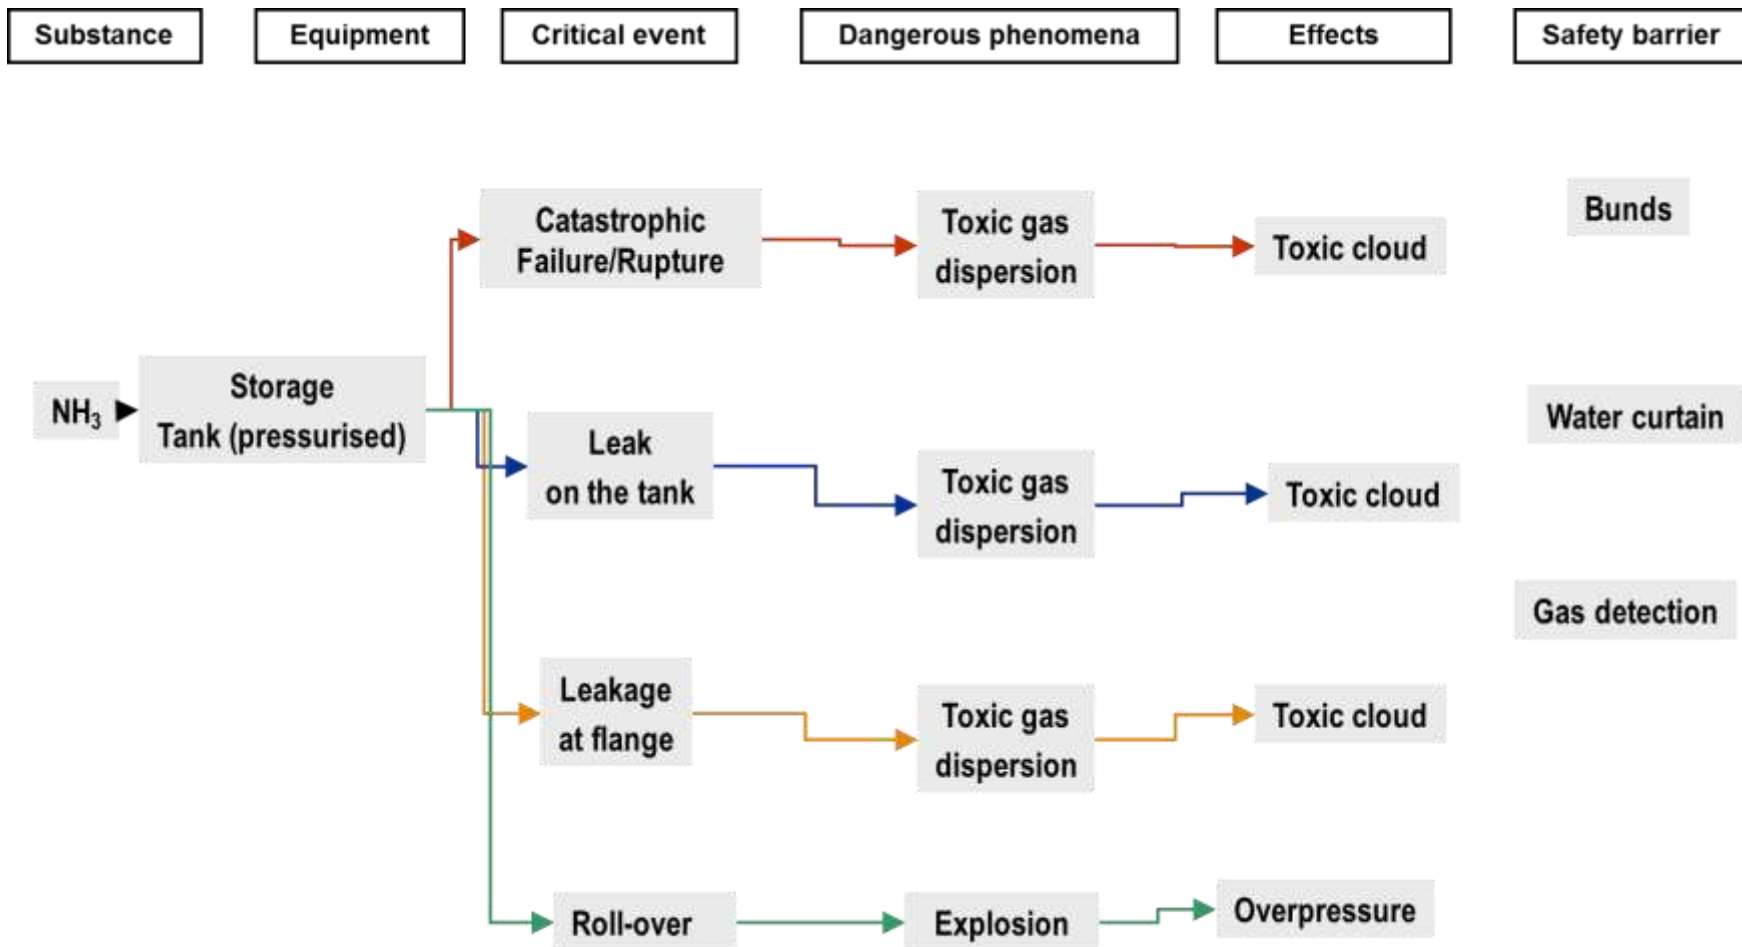 Substance
Equipment
Critical event
Dangerous phenomena
Effects
Safety barrier
Catastrophic
Failure/Rupture
Toxic gas
dispersion
Toxic cloud
Bunds
NH₃
Storage
Tank (pressurised)
Leak
on the tank
Toxic gas
dispersion
Toxic cloud
Water curtain
Gas detection
Leakage
at flange
Toxic gas
dispersion
Toxic cloud
Roll-over
Explosion
Overpressure